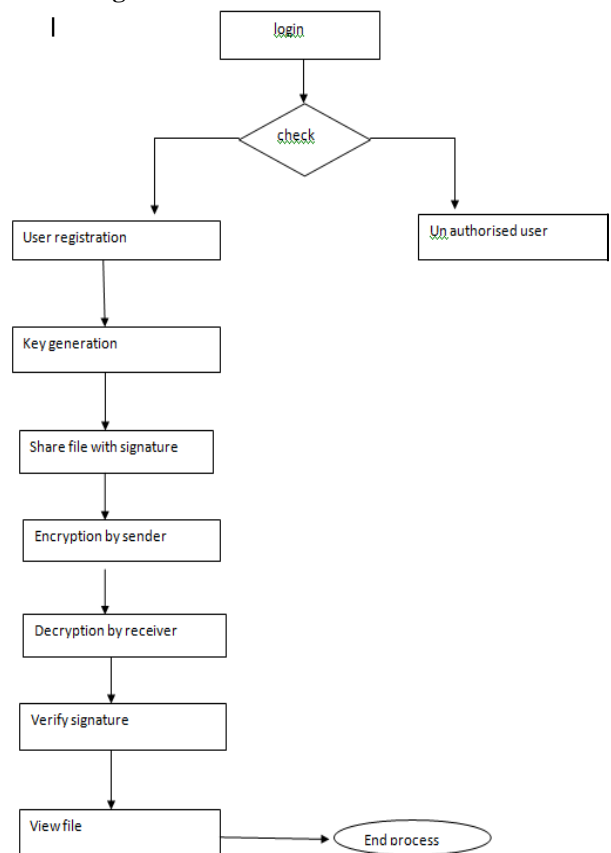 login
check
User registration
Un authorised user
Key generation
Share file with signature
Encryption by sender
Decryption by receiver
Verify signature
View file
End process